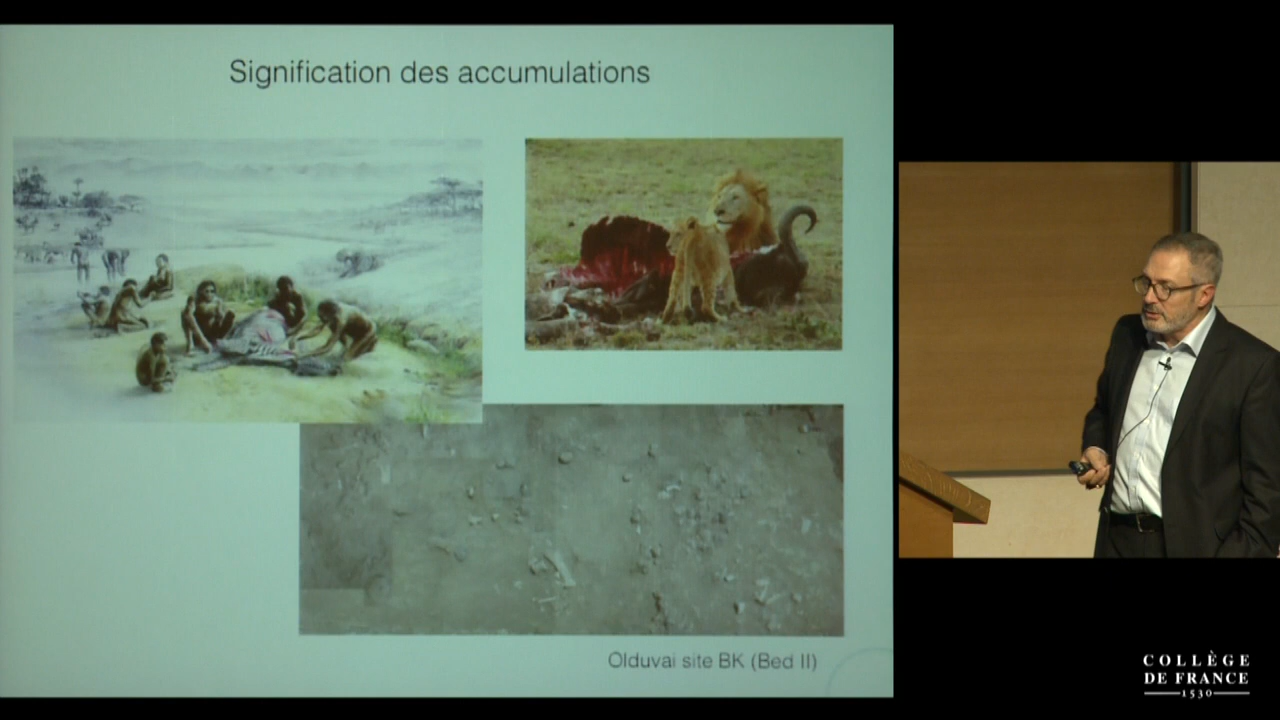 Signification des accumulations
Olduvai site BK (Bed II)
COLLÈGE
DE FRANCE
1530